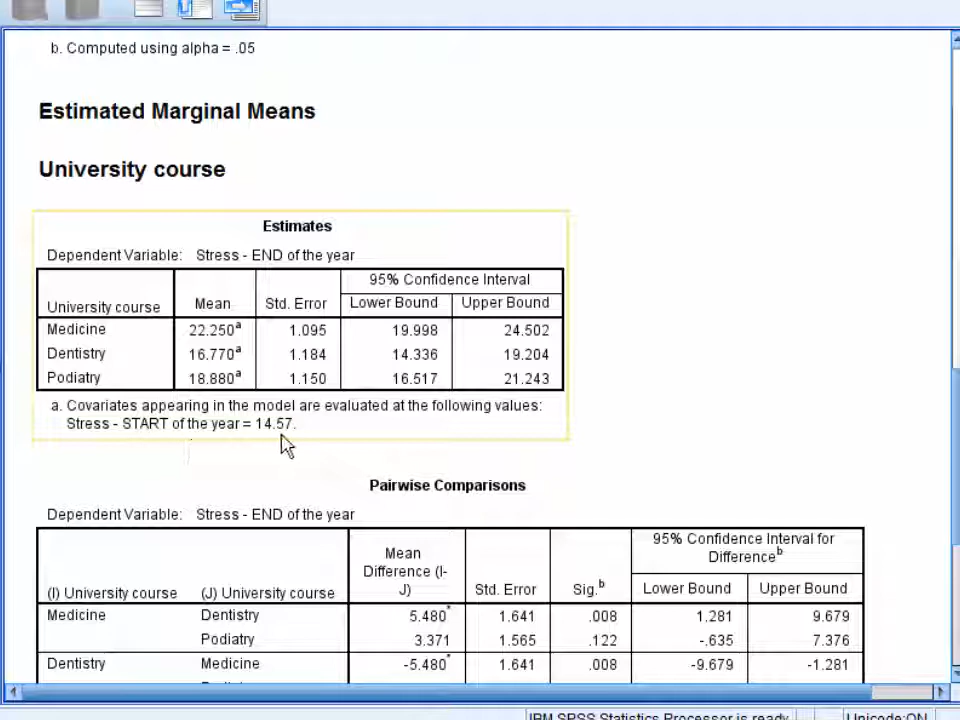 b. Computed using alpha = .05
Estimated Marginal Means
University course
Estimates
Dependent Variable: Stress - END of the year
95% Confidence Interval
University course Mean Std. Error Lower Bound Upper Bound
Medicine 22.250a 1.095 19.998 24.502
Dentistry 16.770a 1.184 14.336 19.204
Podiatry 18.880a 1.150 16.517 21.243
a. Covariates appearing in the model are evaluated at the following values:
Stress - START of the year = 14.57.
Pairwise Comparisons
Dependent Variable: Stress - END of the year
95% Confidence Interval for
Differenceb
Mean
Difference (I-
J)
(I) University course (J) University course Std. Error Sig.b Lower Bound Upper Bound
Medicine Dentistry 5.480* 1.641 .008 1.281 9.679
Podiatry 3.371 1.565 .122 -.635 7.376
Dentistry Medicine -5.480* 1.641 .008 -9.679 -1.281
IBM SPSS Statistics Processor is ready Unicode:ON